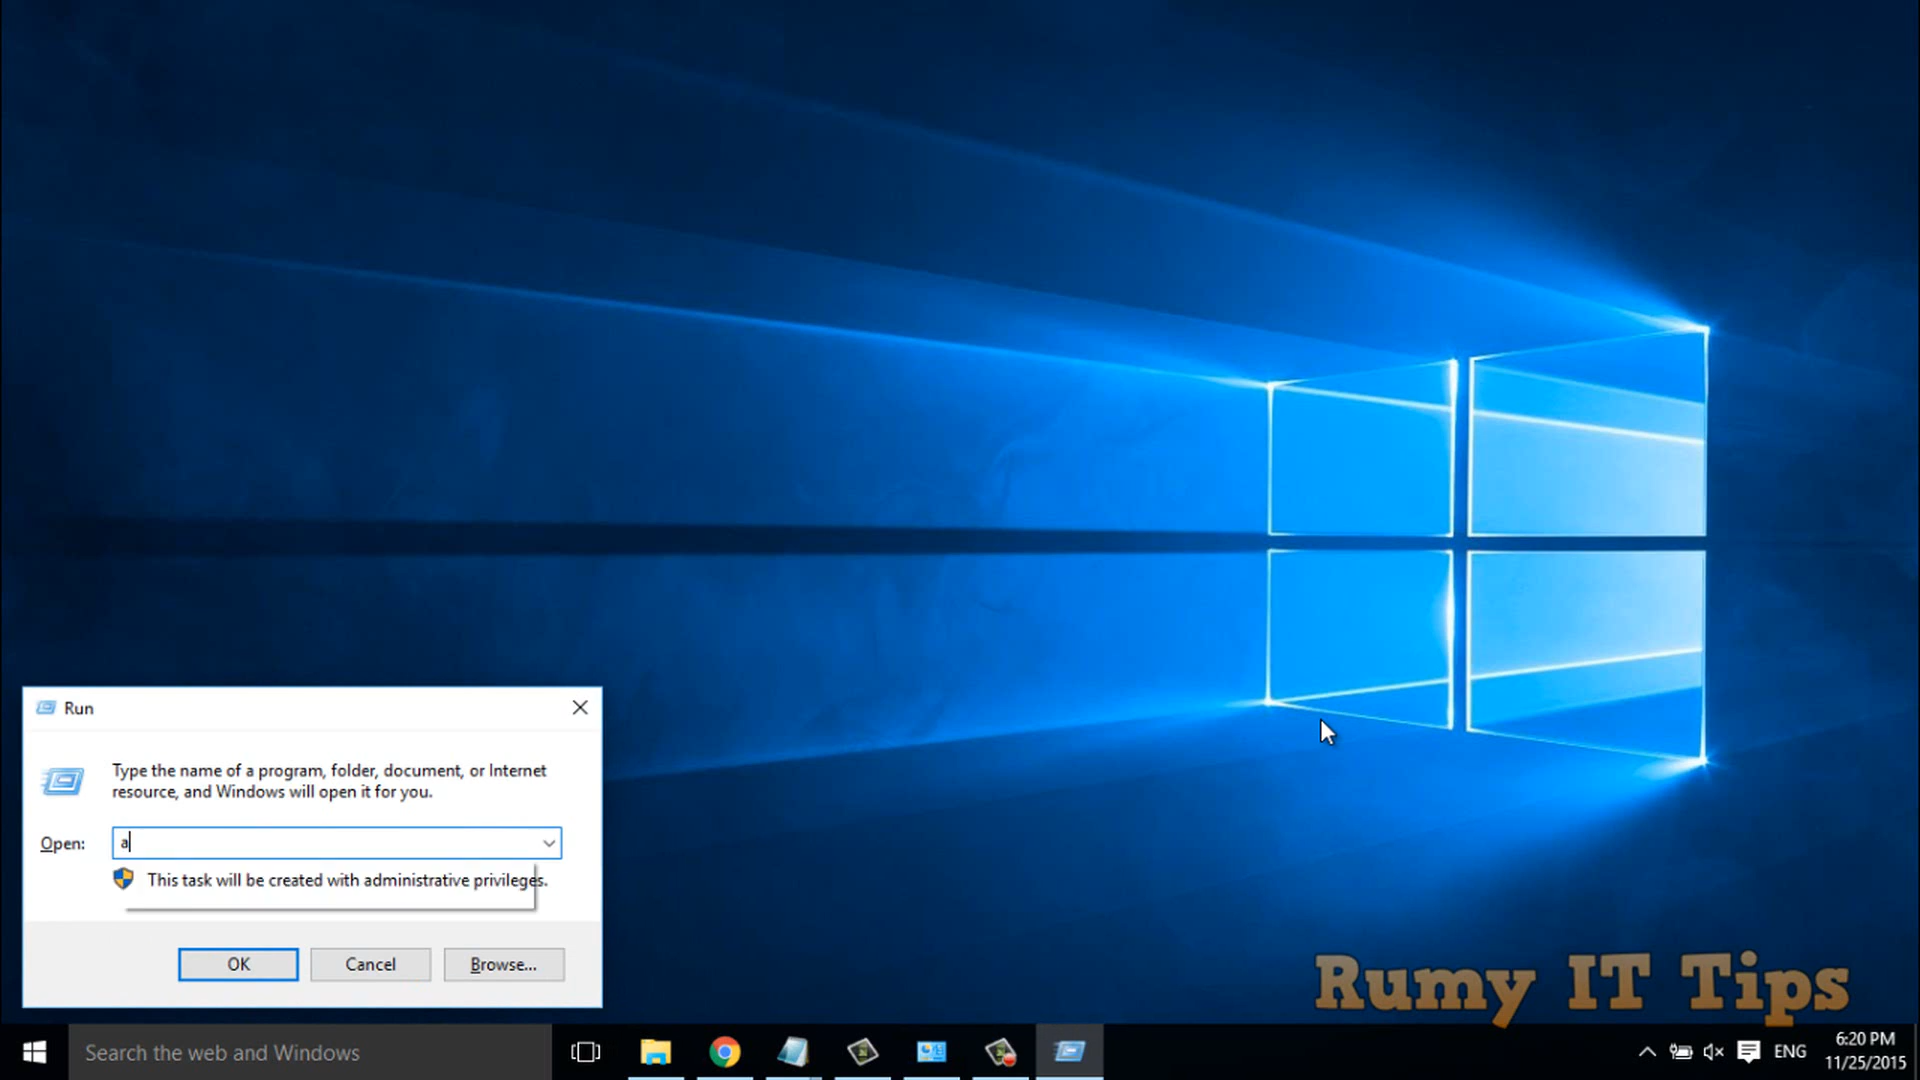 Run
Type the name of a program, folder, document, or Internet
resource, and Windows will open it for you.
Open:
a
This task will be created with administrative privileges.
OK
Cancel
Browse...
Rumy IT Tips
Search the web and Windows
ENG
6:20 PM
11/25/2015